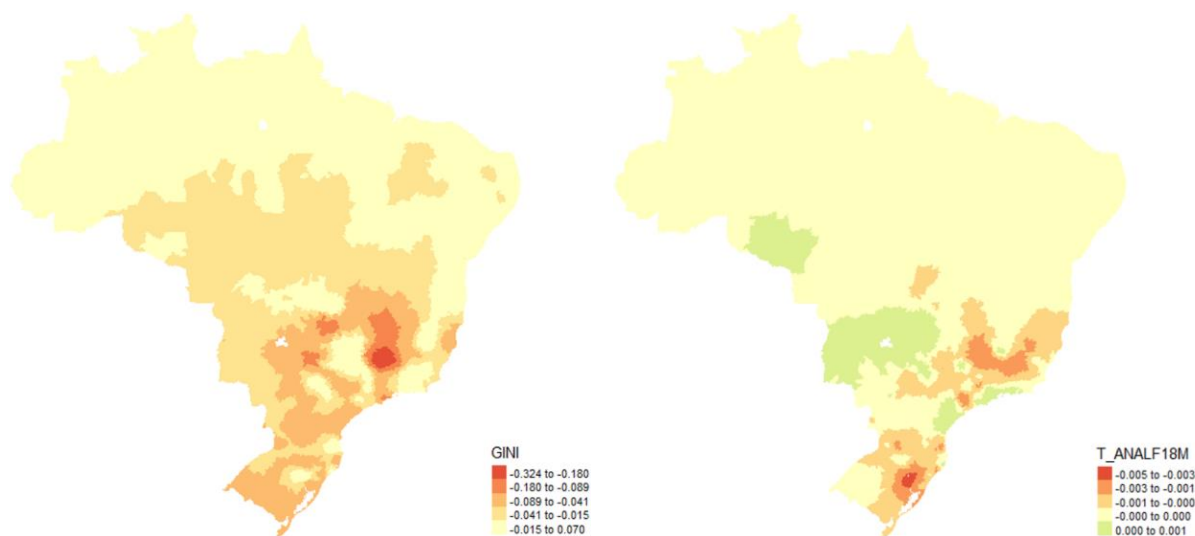 GINI
-0.324 to -0.180
-0.180 to -0.089
-0.089 to -0.041
-0.041 to -0.015
-0.015 to 0.070
T_ANALF18M
-0.005 to -0.003
-0.003 to -0.001
-0.001 to -0.000
-0.000 to 0.000
0.000 to 0.001